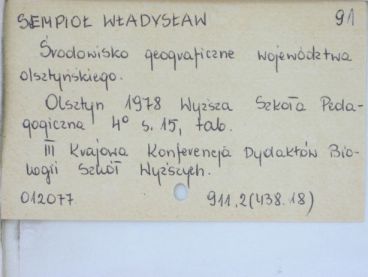 SEMPIOŁ WŁADYSŁAW 91
Środowisko geograficzne województwa
olsztyńskiego.
Olsztyn 1978 Wyższa Szkoła Peda-
gogiczna 4° s. 15, tab.
III Krajowa Konferencja Dydaktów Bio-
logii Szkół Wyższych.
012077 911,2(438.18)